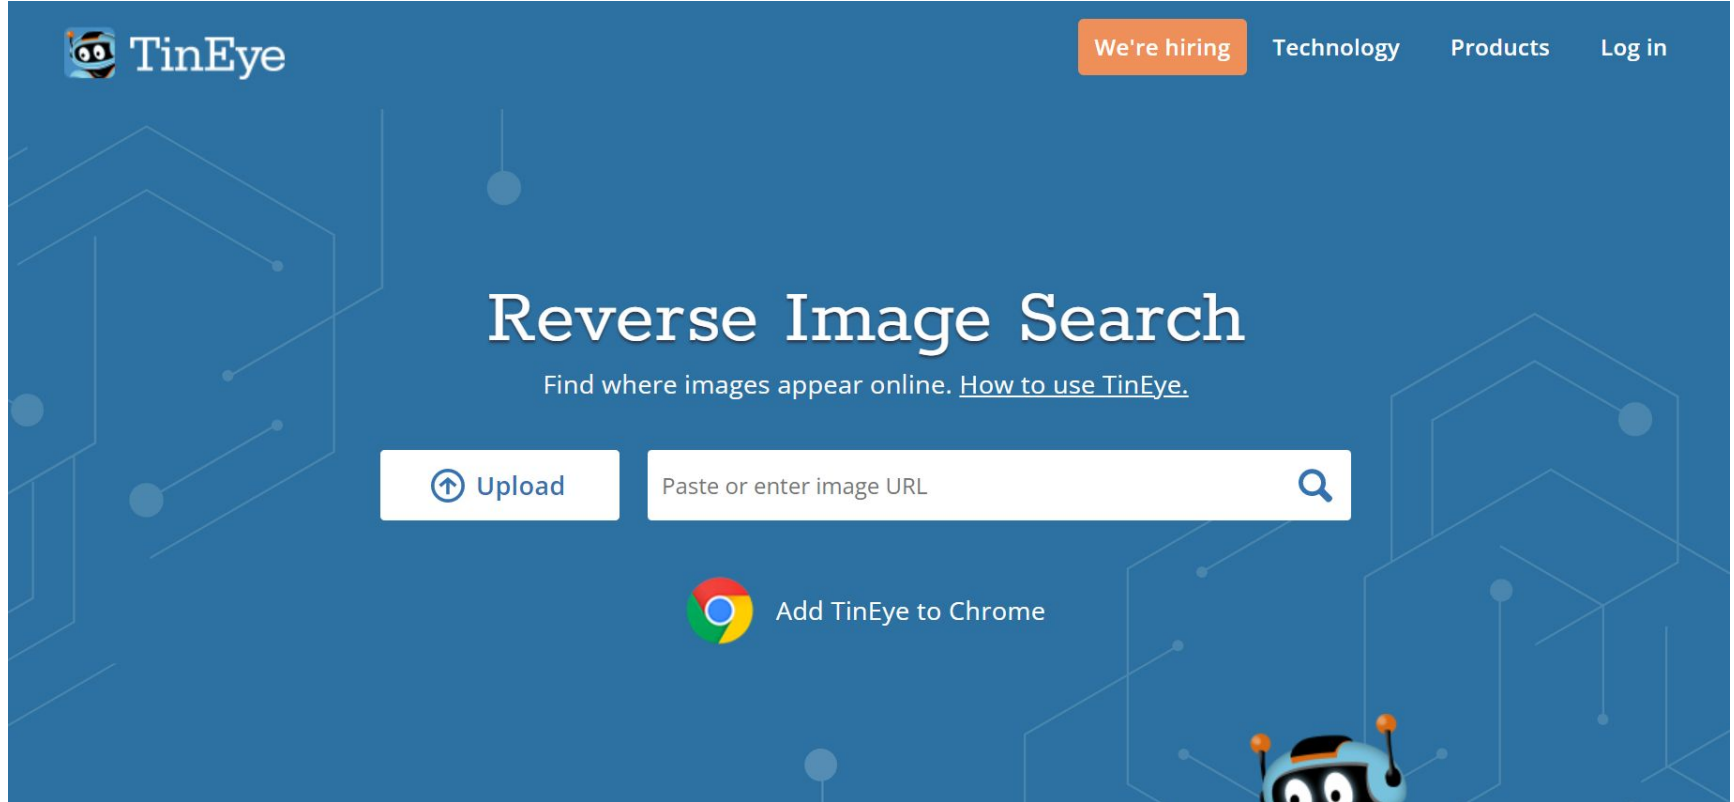 TinEye
We're hiring
Technology
Products
Log in
Reverse Image Search
Find where images appear online. How to use TinEye.
Upload
Paste or enter image URL
Add TinEye to Chrome